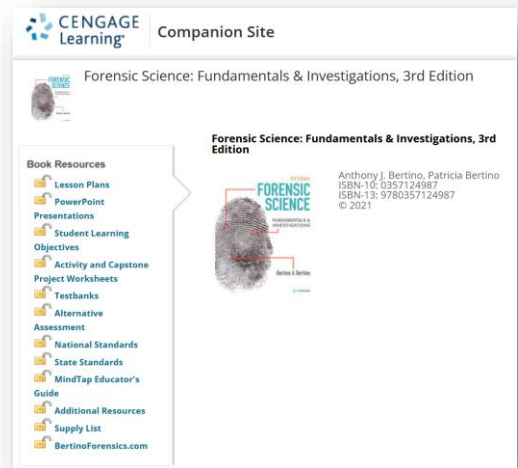 CENGAGE
Learning
Companion Site
Forensic Science: Fundamentals & Investigations, 3rd Edition
Book Resources
Lesson Plans
PowerPoint
Presentations
Student Learning
Objectives
Activity and Capstone
Project Worksheets
Testbanks
Alternative
Assessment
National Standards
State Standards
MindTap Educator's
Guide
Additional Resources
Supply List
BertinoForensics.com
Forensic Science: Fundamentals & Investigations, 3rd
Edition
FORENSIC
SCIENCE
FUNDAMENTALS &
INVESTIGATIONS
Bertino & Bertino
Anthony J. Bertino, Patricia Bertino
ISBN-10: 0357124987
ISBN-13: 9780357124987
© 2021